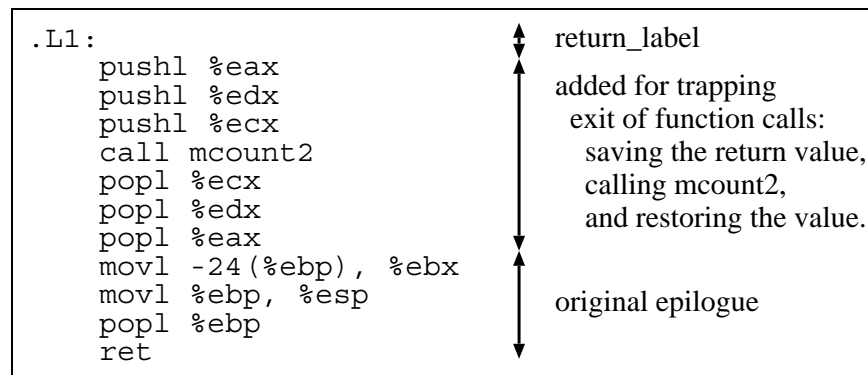 .L1:
return_label
pushl %eax
pushl %edx
pushl %ecx
call mcount2
popl %ecx
popl %edx
popl %eax
added for trapping
exit of function calls:
saving the return value,
calling mcount2,
and restoring the value.
movl -24(%ebp), %ebx
movl %ebp, %esp
popl %ebp
ret
original epilogue